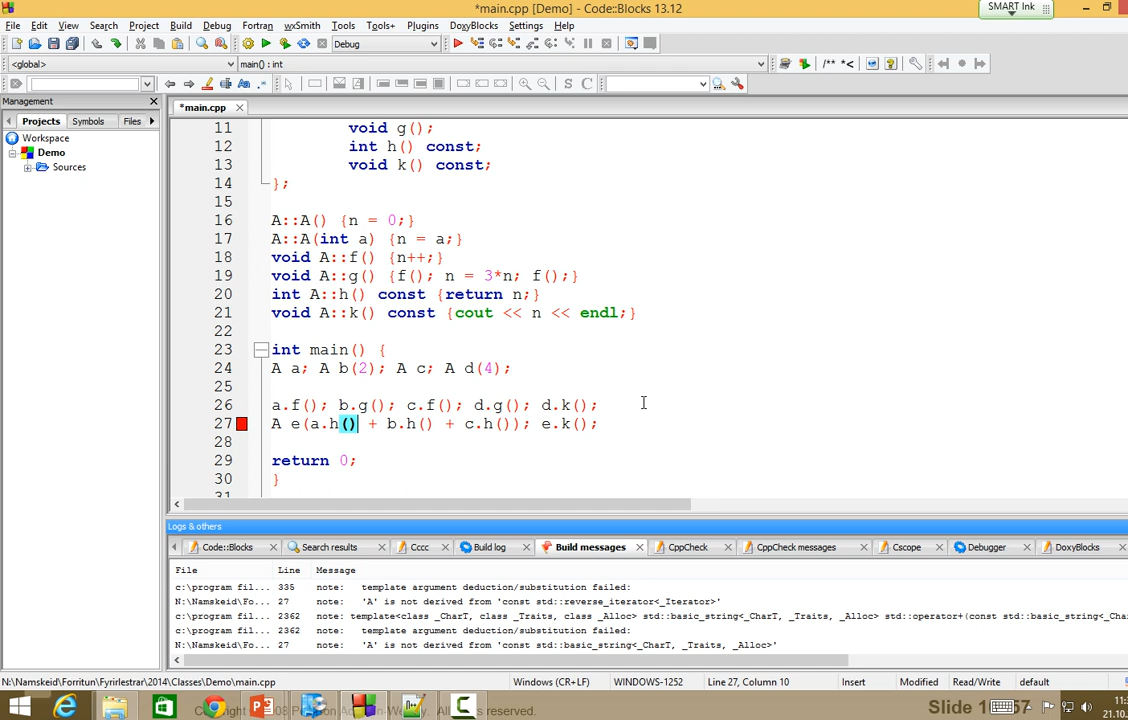 *main.cpp [Demo] - Code::Blocks 13.12
SMART Ink
File Edit View Search Project Build Debug Fortran wxSmith Tools Tools+ Plugins DoxyBlocks Settings Help
Debug
<global> main() : int
/** *<
Management
*main.cpp
Projects Symbols Files
Workspace
Demo
Sources
11 void g();
12 int h() const;
13 void k() const;
14 };
15
16 A::A() {n = 0;}
17 A::A(int a) {n = a;}
18 void A::f() {n++;}
19 void A::g() {f(); n = 3*n; f();}
20 int A::h() const {return n;}
21 void A::k() const {cout << n << endl;}
22
23 int main() {
24 A a; A b(2); A c; A d(4);
25
26 a.f(); b.g(); c.f(); d.g(); d.k();
27 A e(a.h() + b.h() + c.h()); e.k();
28
29 return 0;
30 }
31
Logs & others
Code::Blocks Search results Cccc Build log Build messages CppCheck CppCheck messages Cscope Debugger DoxyBlocks
File Line Message
c:\program fil... 335 note: template argument deduction/substitution failed:
N:\Namskeid/Fo... 27 note: 'A' is not derived from 'const std::reverse_iterator<_Iterator>'
c:\program fil... 2362 note: template<class _CharT, class _Traits, class _Alloc> std::basic_string<_CharT, _Traits, _Alloc> std::operator+(const std::basic_string<_Cha
c:\program fil... 2362 note: template argument deduction/substitution failed:
N:\Namskeid/Fo... 27 note: 'A' is not derived from 'const std::basic_string<_CharT, _Traits, _Alloc>'
N:\Namskeid/Forritun\Fyrirlestrar\2014\Classes\Demo\main.cpp Windows (CR+LF) WINDOWS-1252 Line 27, Column 10 Insert Modified Read/Write default
Slide 57
21.10.